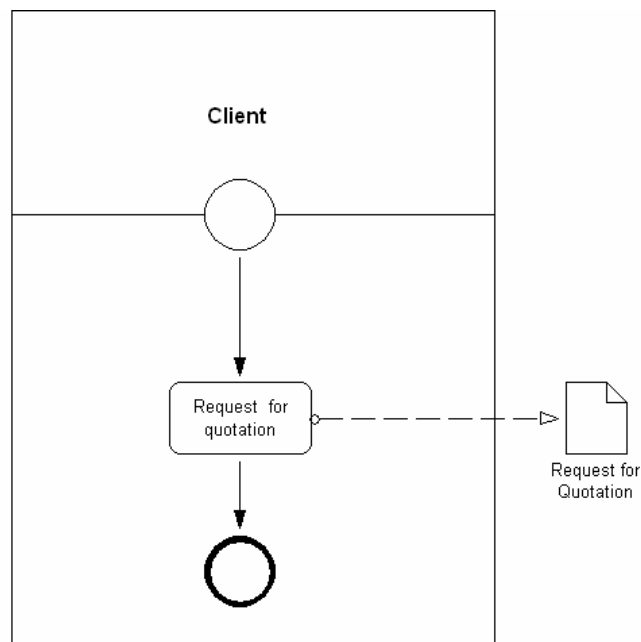 Client
Request for
quotation
Request for
Quotation